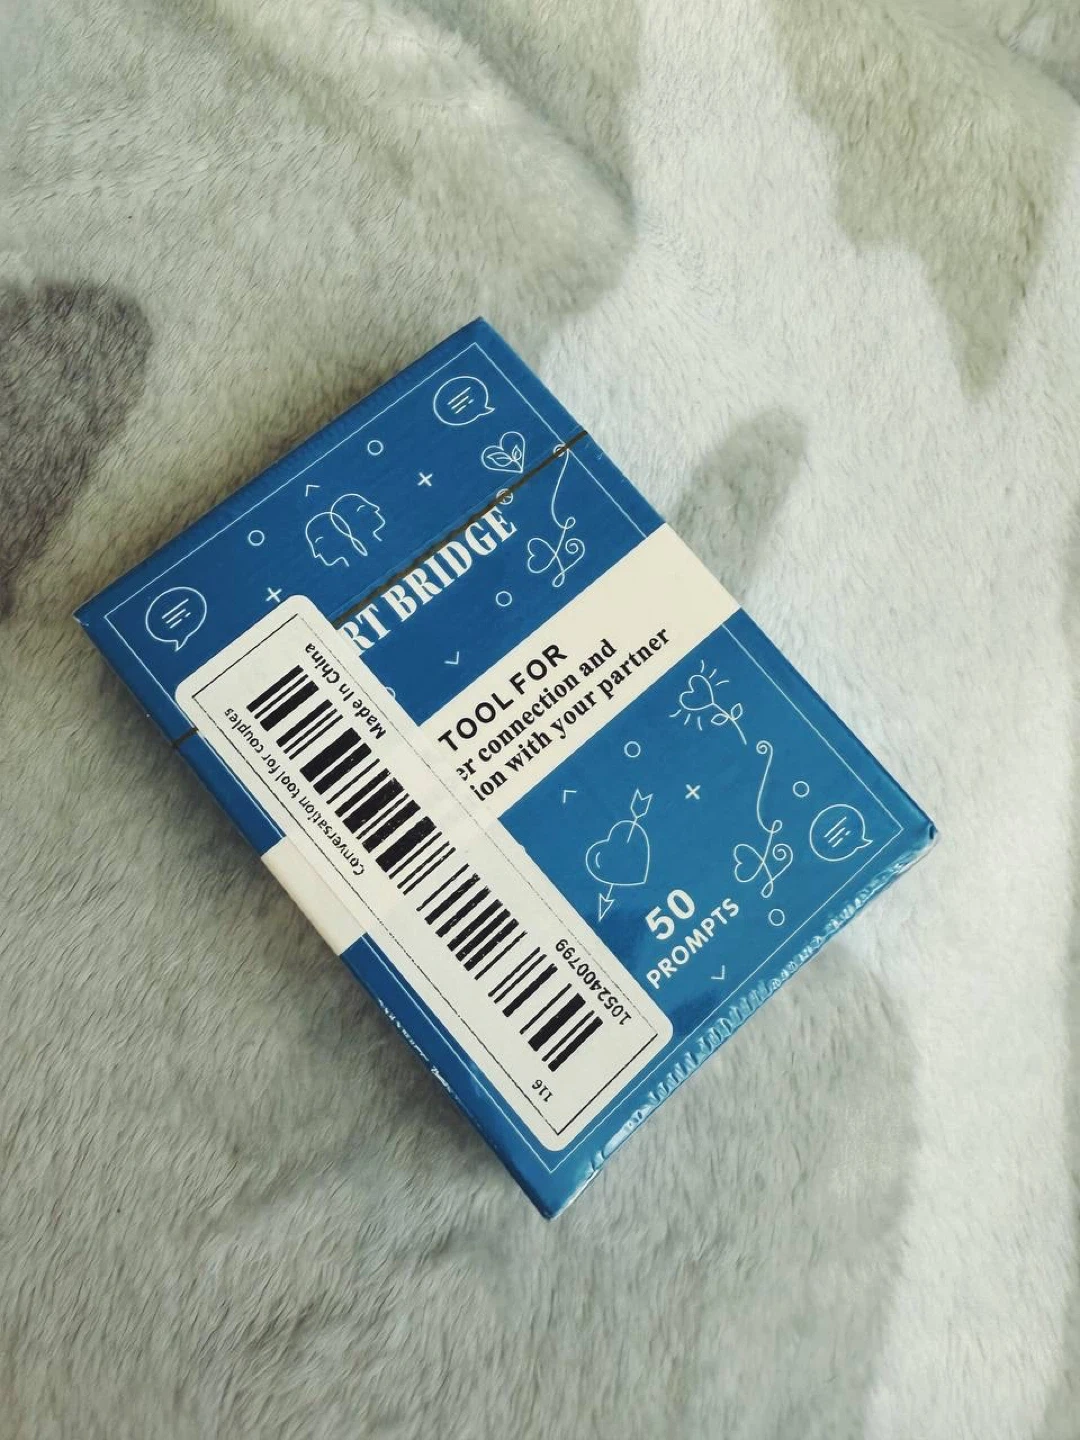 RT BRIDGE®
TOOL FOR
er connection and
ion with your partner
50
PROMPTS
Made In China
Conversation tool for couples
1052400799
116